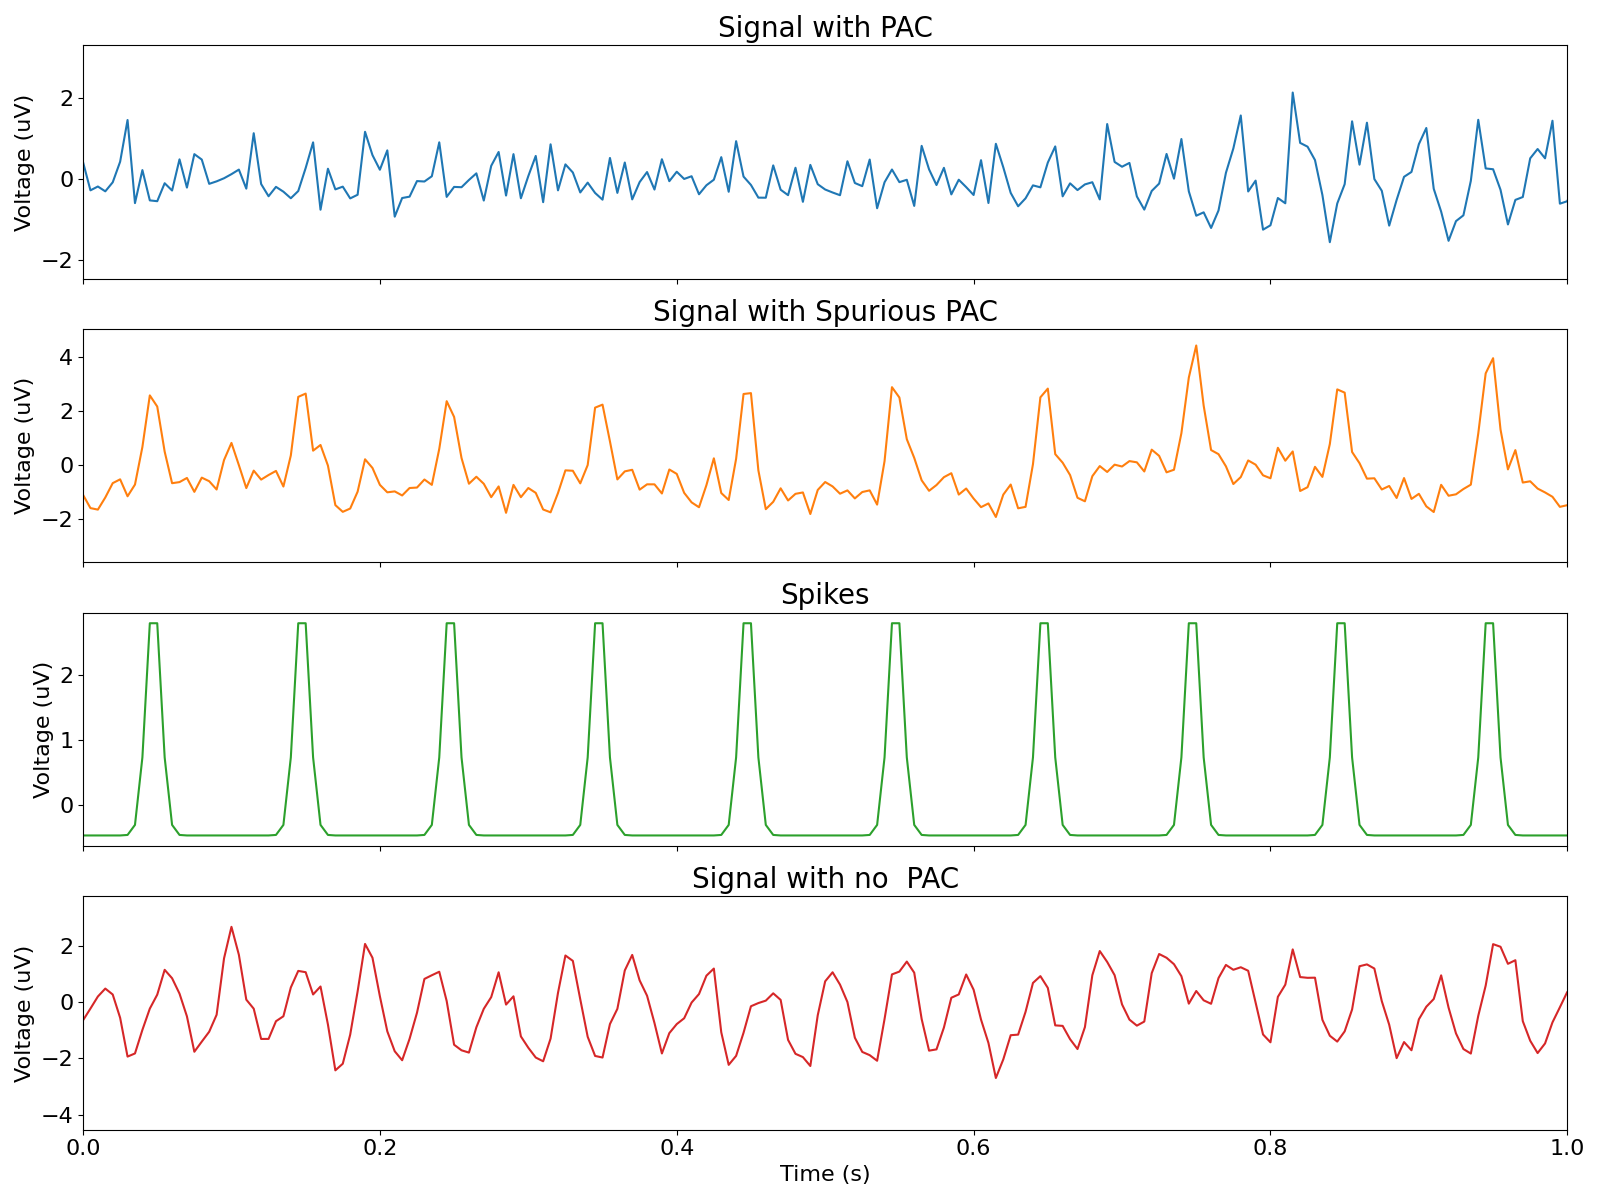 Signal with PAC
Voltage (uV)
2
0
−2
Signal with Spurious PAC
Voltage (uV)
4
2
0
−2
Spikes
Voltage (uV)
2
1
0
Signal with no  PAC
Voltage (uV)
2
0
−2
−4
0.0 0.2 0.4 0.6 0.8 1.0
Time (s)